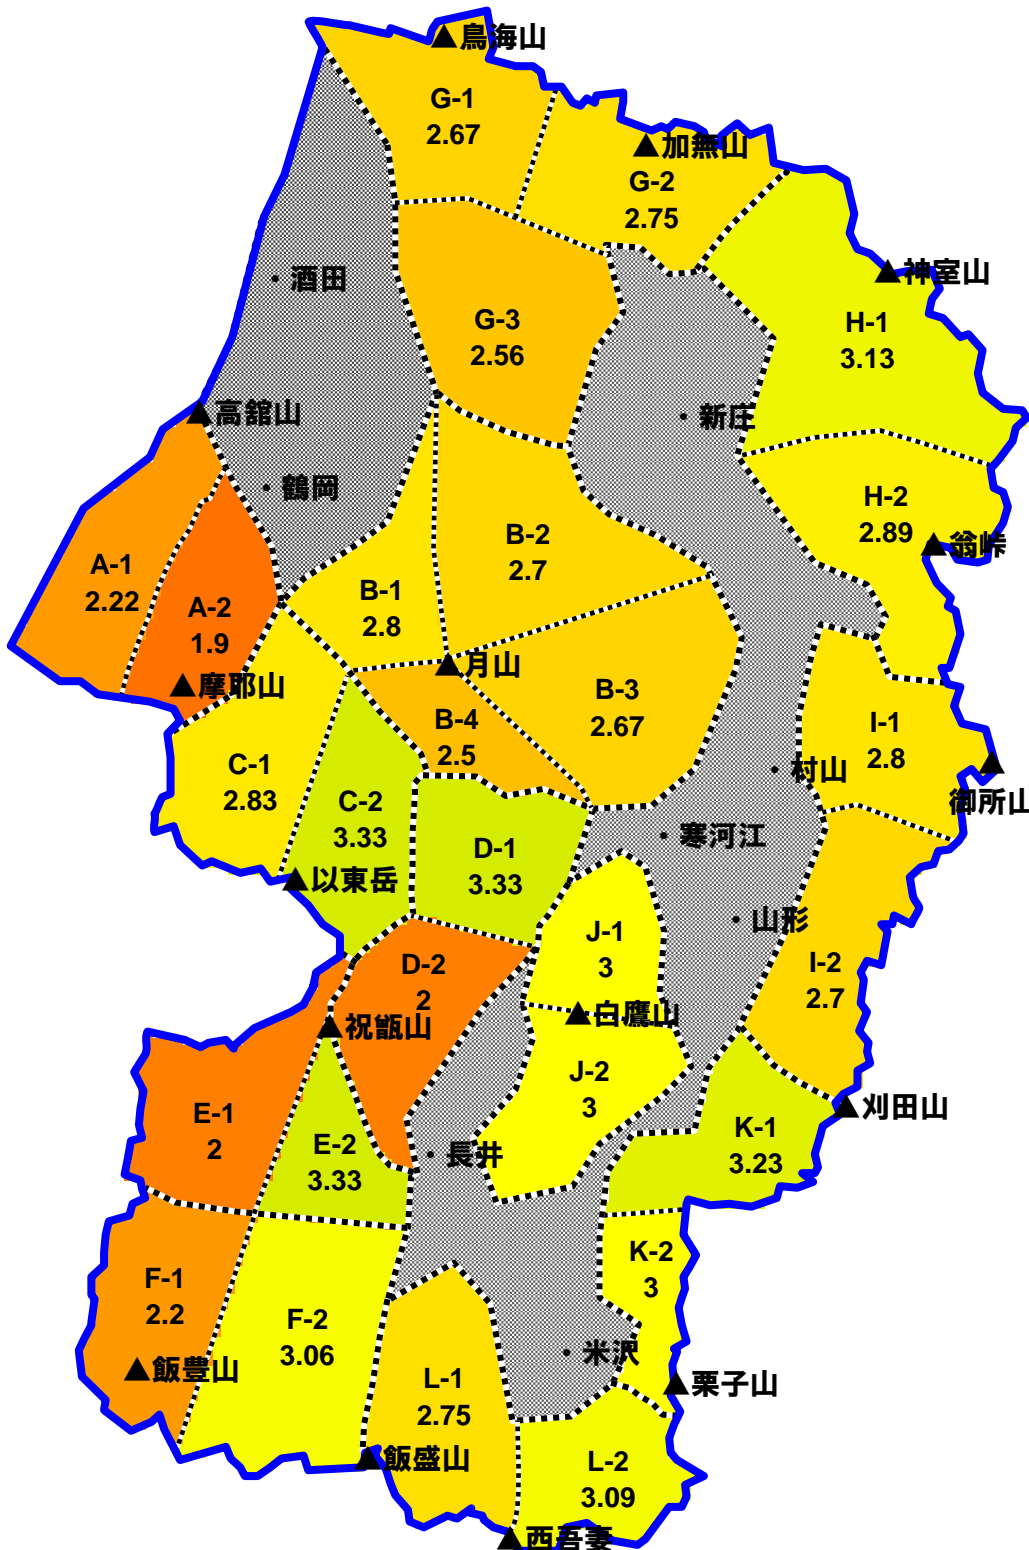 ▲鳥海山
G-1
2.67
▲加無山
G-2
2.75
▲神室山
・酒田
G-3
2.56
H-1
3.13
▲高舘山
・新庄
・鶴岡
H-2
2.89
▲翁峠
B-2
2.7
A-1
2.22
B-1
2.8
A-2
1.9
▲月山
▲摩耶山
B-3
2.67
B-4
2.5
I-1
2.8
C-1
2.83
・村山
御所山
C-2
3.33
・寒河江
D-1
3.33
▲以東岳
・山形
J-1
3
D-2
2
I-2
2.7
▲白鷹山
▲祝瓶山
J-2
3
▲刈田山
E-1
2
K-1
3.23
E-2
3.33
・長井
K-2
3
F-1
2.2
F-2
3.06
・米沢
▲飯豊山
L-1
2.75
▲栗子山
▲飯盛山
L-2
3.09
▲西吾妻